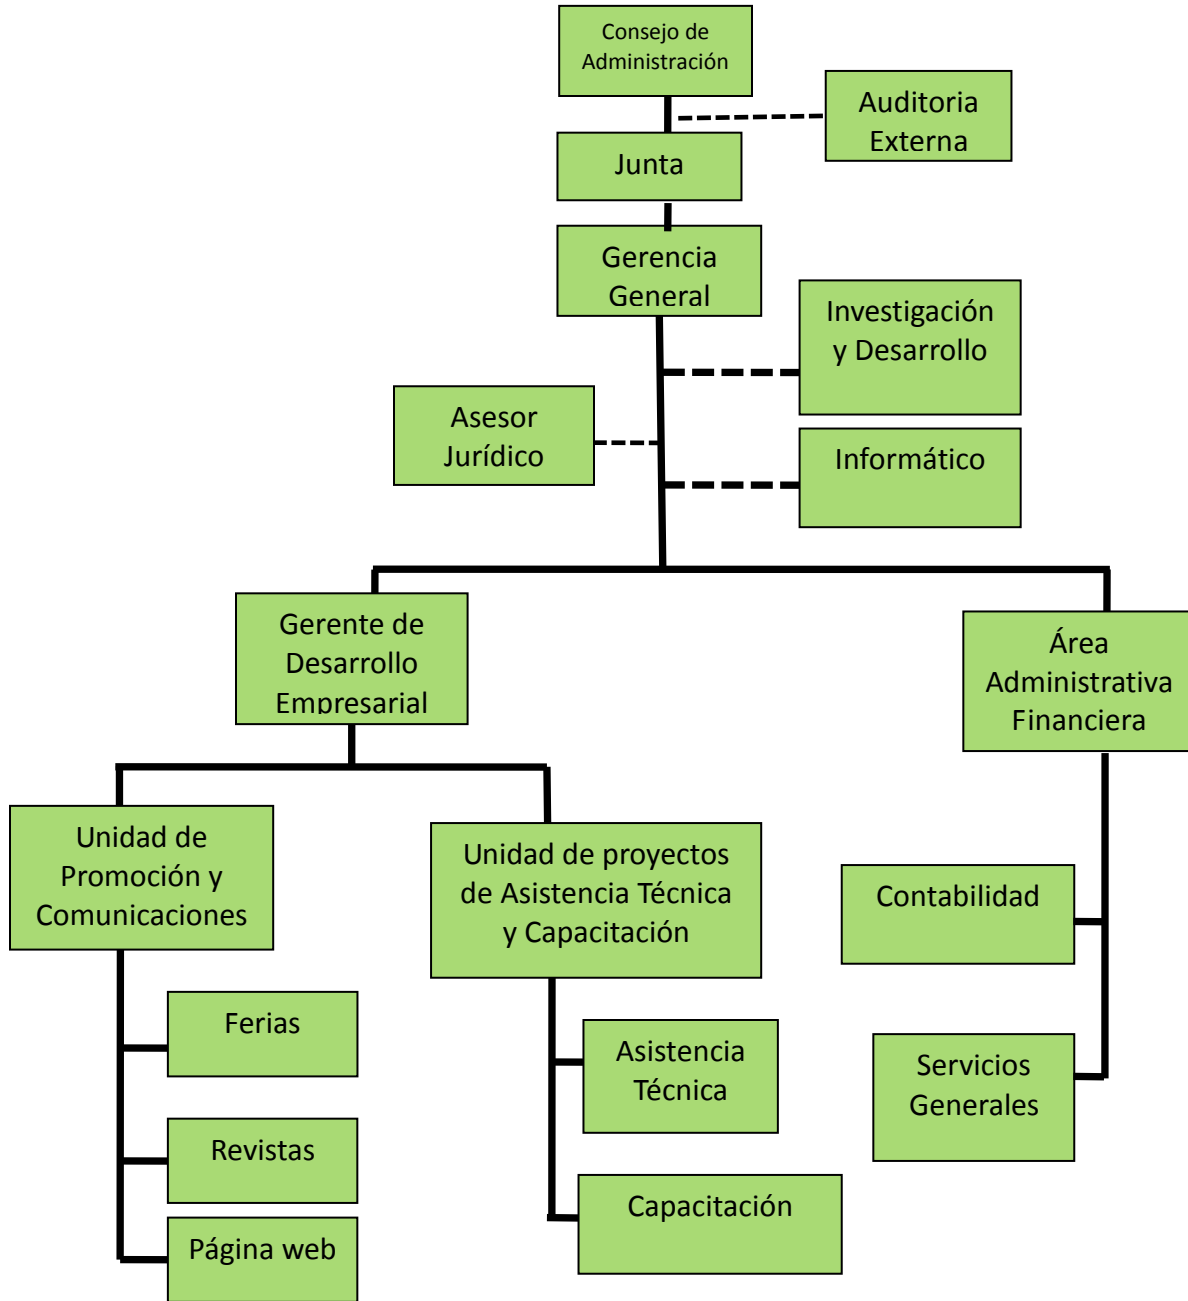 Consejo de
Administración
Auditoria
Externa
Junta
Gerencia
General
Investigación
y Desarrollo
Asesor
Jurídico
Informático
Gerente de
Desarrollo
Empresarial
Área
Administrativa
Financiera
Unidad de
Promoción y
Comunicaciones
Unidad de proyectos
de Asistencia Técnica
y Capacitación
Contabilidad
Ferias
Asistencia
Técnica
Servicios
Generales
Revistas
Capacitación
Página web